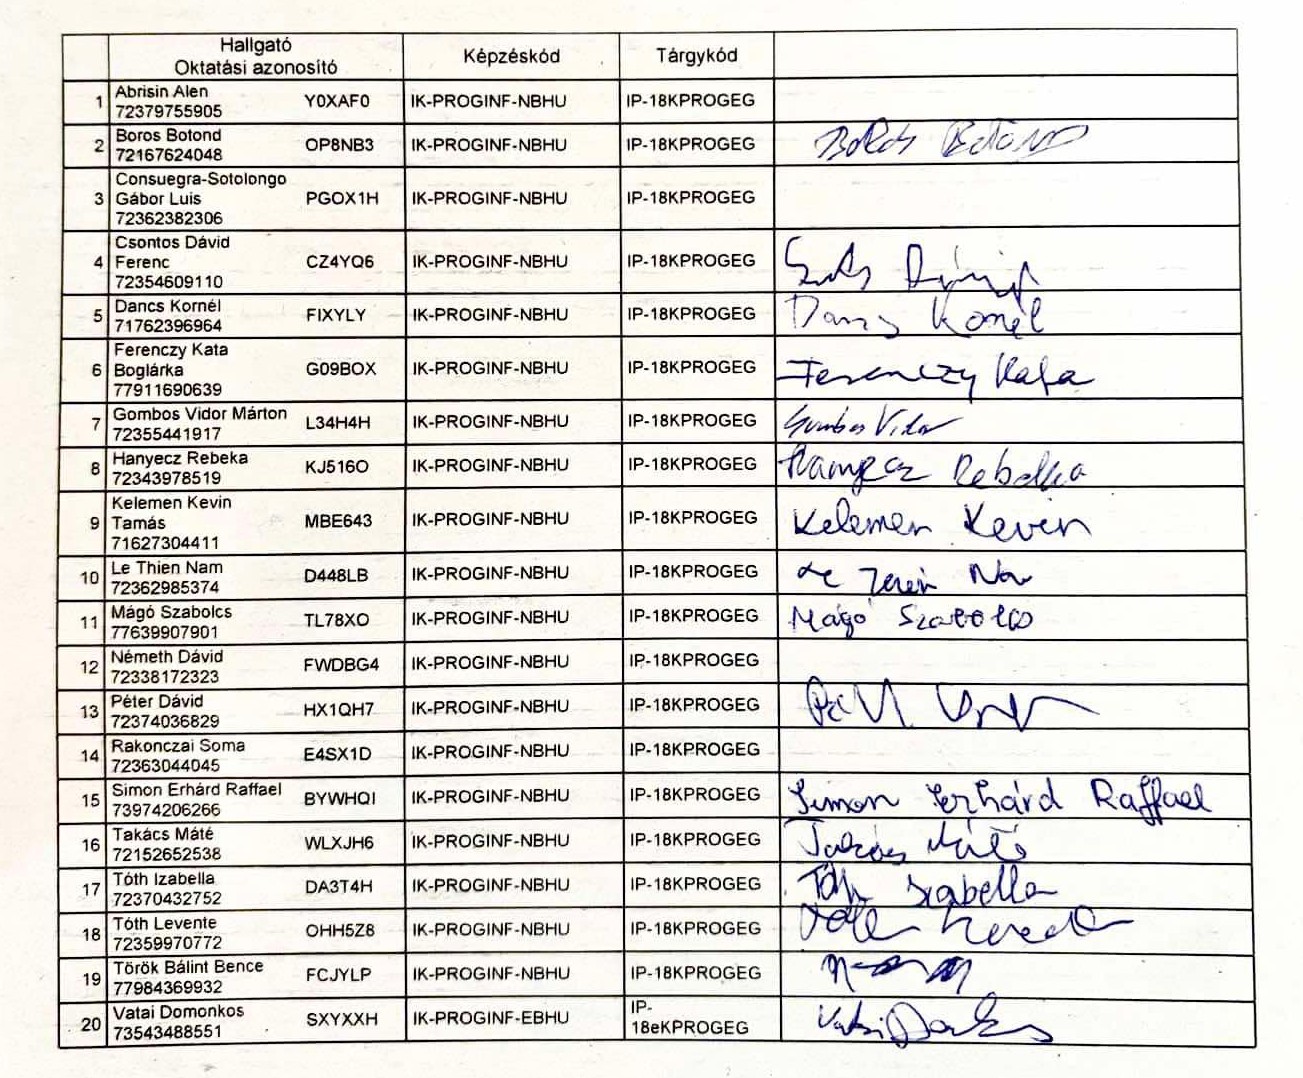 Hallgató
Oktatási azonosító Képzéskód Tárgykód
1 Abrisin Alen
72379755905 Y0XAF0 IK-PROGINF-NBHU IP-18KPROGEG
2 Boros Botond
72167624048 OP8NB3 IK-PROGINF-NBHU IP-18KPROGEG Boros Botond
3 Consuegra-Sotolongo
Gábor Luis
72362382306 PGOX1H IK-PROGINF-NBHU IP-18KPROGEG
4 Csontos Dávid
Ferenc
72354609110 CZ4YQ6 IK-PROGINF-NBHU IP-18KPROGEG
5 Dancs Kornél
71762396964 FIXYLY IK-PROGINF-NBHU IP-18KPROGEG Dancs Kornél
6 Ferenczy Kata
Boglárka
77911690639 G09BOX IK-PROGINF-NBHU IP-18KPROGEG Ferenczy Kata
7 Gombos Vidor Márton
72355441917 L34H4H IK-PROGINF-NBHU IP-18KPROGEG Gombos Vidor
8 Hanyecz Rebeka
72343978519 KJ516O IK-PROGINF-NBHU IP-18KPROGEG Hanyecz Rebeka
9 Kelemen Kevin
Tamás
71627304411 MBE643 IK-PROGINF-NBHU IP-18KPROGEG Kelemen Kevin
10 Le Thien Nam
72362985374 D448LB IK-PROGINF-NBHU IP-18KPROGEG Le Thien Nam
11 Mágó Szabolcs
77639907901 TL78XO IK-PROGINF-NBHU IP-18KPROGEG Mágó Szabolcs
12 Németh Dávid
72338172323 FWDBG4 IK-PROGINF-NBHU IP-18KPROGEG
13 Péter Dávid
72374036829 HX1QH7 IK-PROGINF-NBHU IP-18KPROGEG
14 Rakonczai Soma
72363044045 E4SX1D IK-PROGINF-NBHU IP-18KPROGEG
15 Simon Erhárd Raffael
73974206266 BYWHQI IK-PROGINF-NBHU IP-18KPROGEG Simon Erhárd Raffael
16 Takács Máté
72152652538 WLXJH6 IK-PROGINF-NBHU IP-18KPROGEG Takács Máté
17 Tóth Izabella
72370432752 DA3T4H IK-PROGINF-NBHU IP-18KPROGEG Tóth Izabella
18 Tóth Levente
72359970772 OHH5Z8 IK-PROGINF-NBHU IP-18KPROGEG Tóth Levente
19 Török Bálint Bence
77984369932 FCJYLP IK-PROGINF-NBHU IP-18KPROGEG
20 Vatai Domonkos
73543488551 SXYXXH IK-PROGINF-EBHU IP-
18eKPROGEG Vatai Domonkos